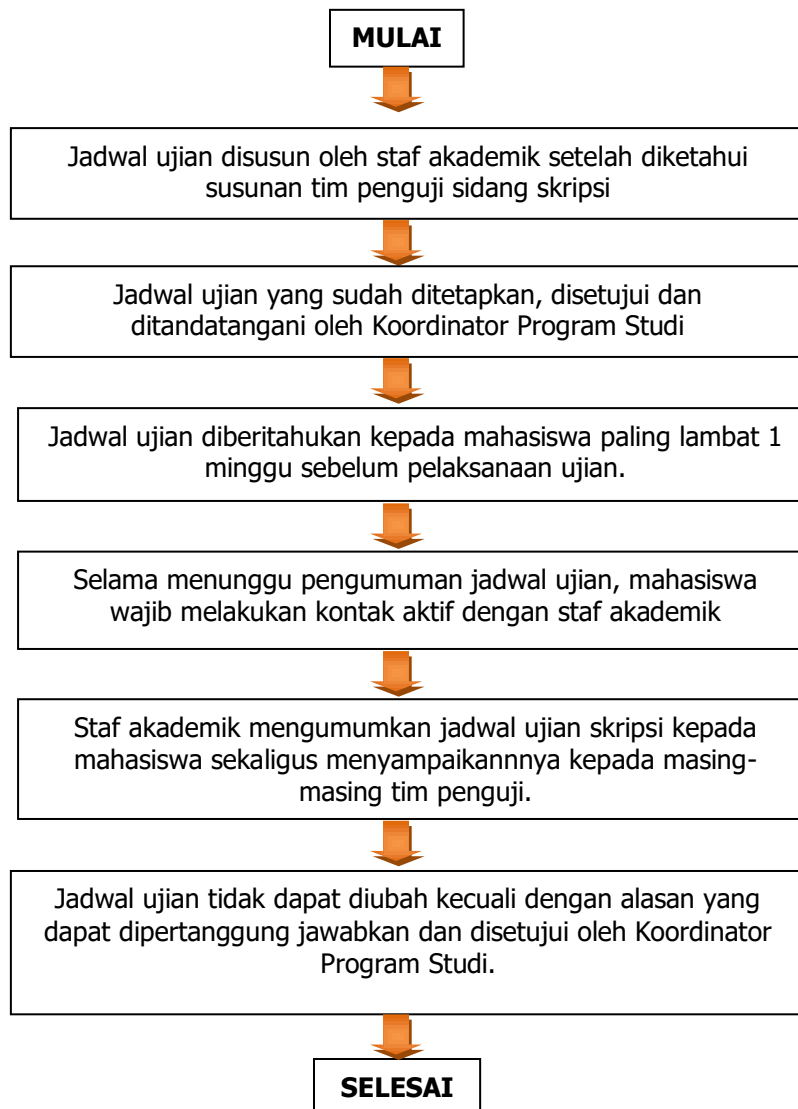 MULAI
Jadwal ujian disusun oleh staf akademik setelah diketahui
susunan tim penguji sidang skripsi
Jadwal ujian yang sudah ditetapkan, disetujui dan
ditandatangani oleh Koordinator Program Studi
Jadwal ujian diberitahukan kepada mahasiswa paling lambat 1
minggu sebelum pelaksanaan ujian.
Selama menunggu pengumuman jadwal ujian, mahasiswa
wajib melakukan kontak aktif dengan staf akademik
Staf akademik mengumumkan jadwal ujian skripsi kepada
mahasiswa sekaligus menyampaikannnya kepada masing-
masing tim penguji.
Jadwal ujian tidak dapat diubah kecuali dengan alasan yang
dapat dipertanggung jawabkan dan disetujui oleh Koordinator
Program Studi.
SELESAI